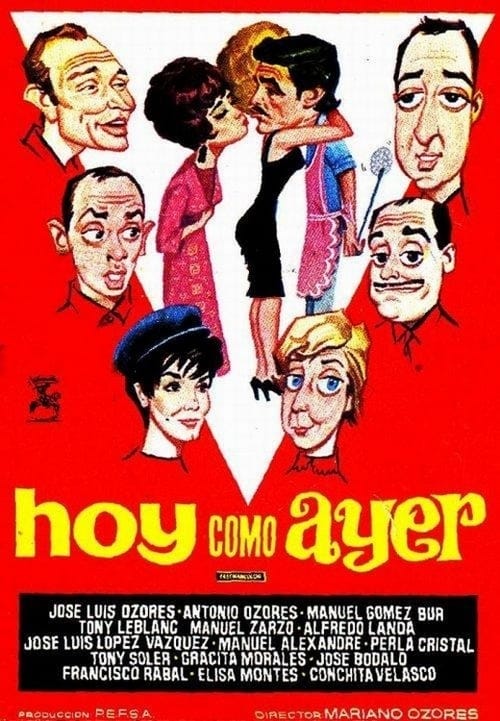 hoy COMO ayer
EASTMANCOLOR
JOSE LUIS OZORES · ANTONIO OZORES · MANUEL GOMEZ BUR
TONY LEBLANC · MANUEL ZARZO · ALFREDO LANDA
JOSE LUIS LOPEZ VAZQUEZ · MANUEL ALEXANDRE · PERLA CRISTAL
TONY SOLER · GRACITA MORALES · JOSE BODALO
FRANCISCO RABAL · ELISA MONTES · CONCHITA VELASCO
PRODUCCION P.E.F.S.A. DIRECTOR MARIANO OZORES